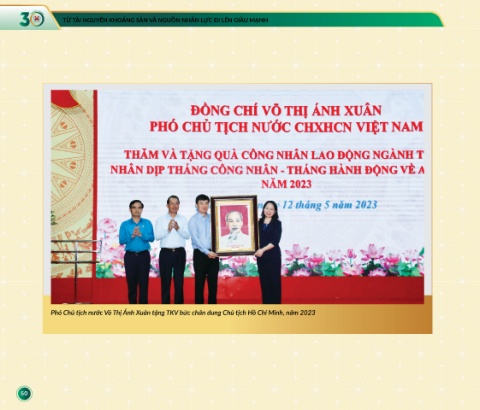 30 TỪ TÀI NGUYÊN KHOÁNG SẢN VÀ NGUỒN NHÂN LỰC ĐI LÊN GIÀU MẠNH
ĐỒNG CHÍ VÕ THỊ ÁNH XUÂN
PHÓ CHỦ TỊCH NƯỚC CHXHCN VIỆT NAM
THĂM VÀ TẶNG QUÀ CÔNG NHÂN LAO ĐỘNG NGÀNH T
NHÂN DỊP THÁNG CÔNG NHÂN - THÁNG HÀNH ĐỘNG VỀ A
NĂM 2023
12 tháng 5 năm 2023
Phó Chủ tịch nước Võ Thị Ánh Xuân tặng TKV bức chân dung Chủ tịch Hồ Chí Minh, năm 2023
50